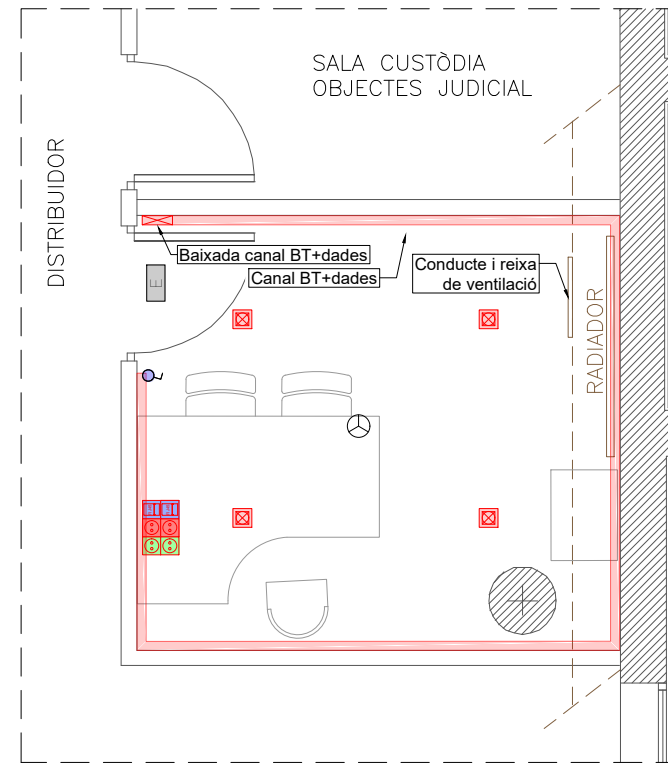 SALA CUSTÒDIA
OBJECTES JUDICIAL
DISTRIBUIDOR
Baixada canal BT+dades
Canal BT+dades
Conducte i reixa
de ventilació
E
RADIADOR